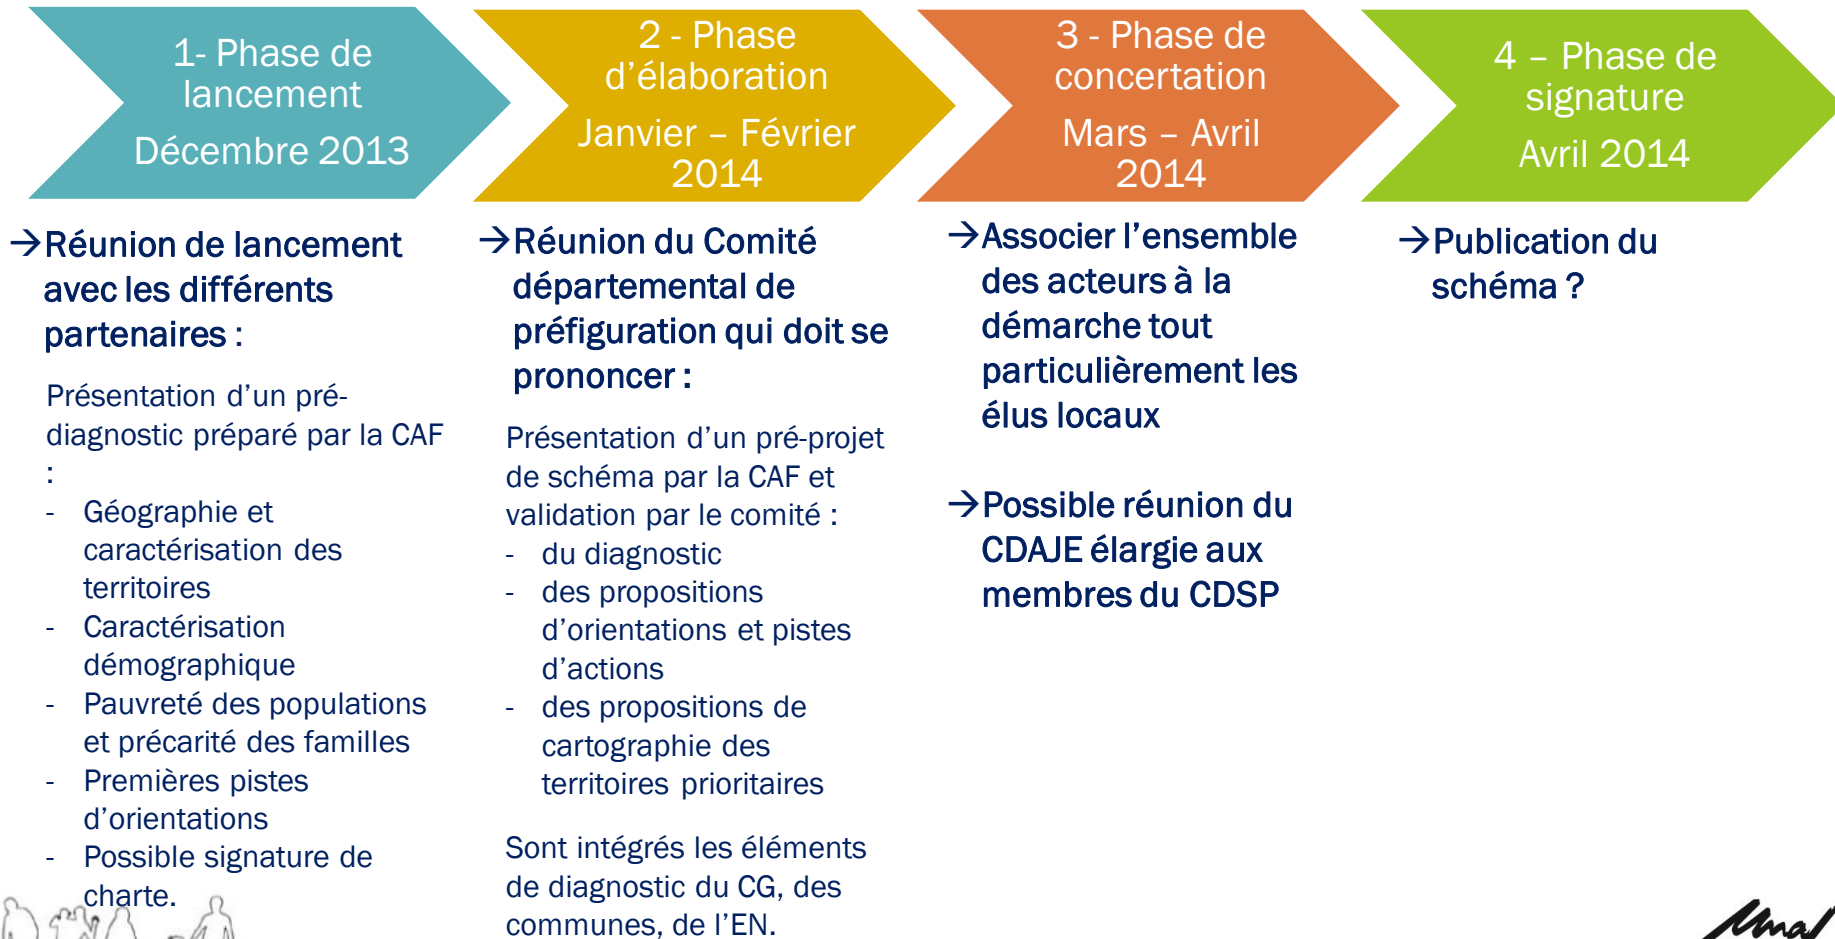 1- Phase de
lancement
Décembre 2013
2 - Phase
d’élaboration
Janvier – Février
2014
3 - Phase de
concertation
Mars – Avril
2014
4 – Phase de
signature
Avril 2014
→Réunion de lancement
avec les différents
partenaires :
Présentation d’un pré-
diagnostic préparé par la CAF
:
- Géographie et
caractérisation des
territoires
- Caractérisation
démographique
- Pauvreté des populations
et précarité des familles
- Premières pistes
d’orientations
- Possible signature de
charte.
→Réunion du Comité
départemental de
préfiguration qui doit se
prononcer :
Présentation d’un pré-projet
de schéma par la CAF et
validation par le comité :
- du diagnostic
- des propositions
d’orientations et pistes
d’actions
- des propositions de
cartographie des
territoires prioritaires
Sont intégrés les éléments
de diagnostic du CG, des
communes, de l’EN.
→Associer l’ensemble
des acteurs à la
démarche tout
particulièrement les
élus locaux
→Possible réunion du
CDAJE élargie aux
membres du CDSP
→Publication du
schéma ?